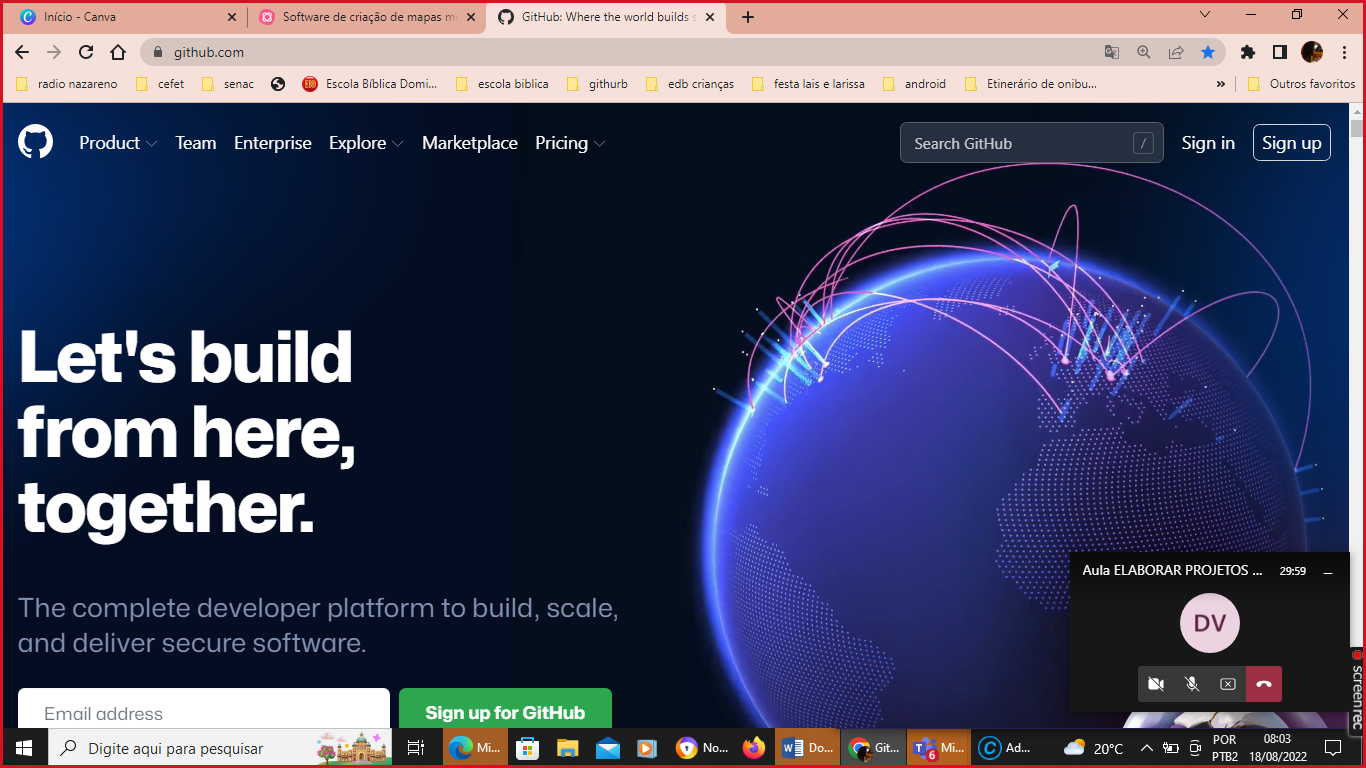 Início - Canva
Software de criação de mapas m
GitHub: Where the world builds s
github.com
radio nazareno
cefet
senac
EBD
Escola Bíblica Domi...
escola biblica
githurb
edb crianças
festa lais e larissa
android
Etinerário de onibu...
»
Outros favoritos
Product
Team
Enterprise
Explore
Marketplace
Pricing
Search GitHub
/
Sign in
Sign up
Let's build
from here,
together.
The complete developer platform to build, scale,
and deliver secure software.
Email address
Sign up for GitHub
Aula ELABORAR PROJETOS ...
29:59
DV
screenrec
Digite aqui para pesquisar
Mi...
No...
Do...
Git...
6
Mi...
Ad...
20°C
POR
PTB2
08:03
18/08/2022